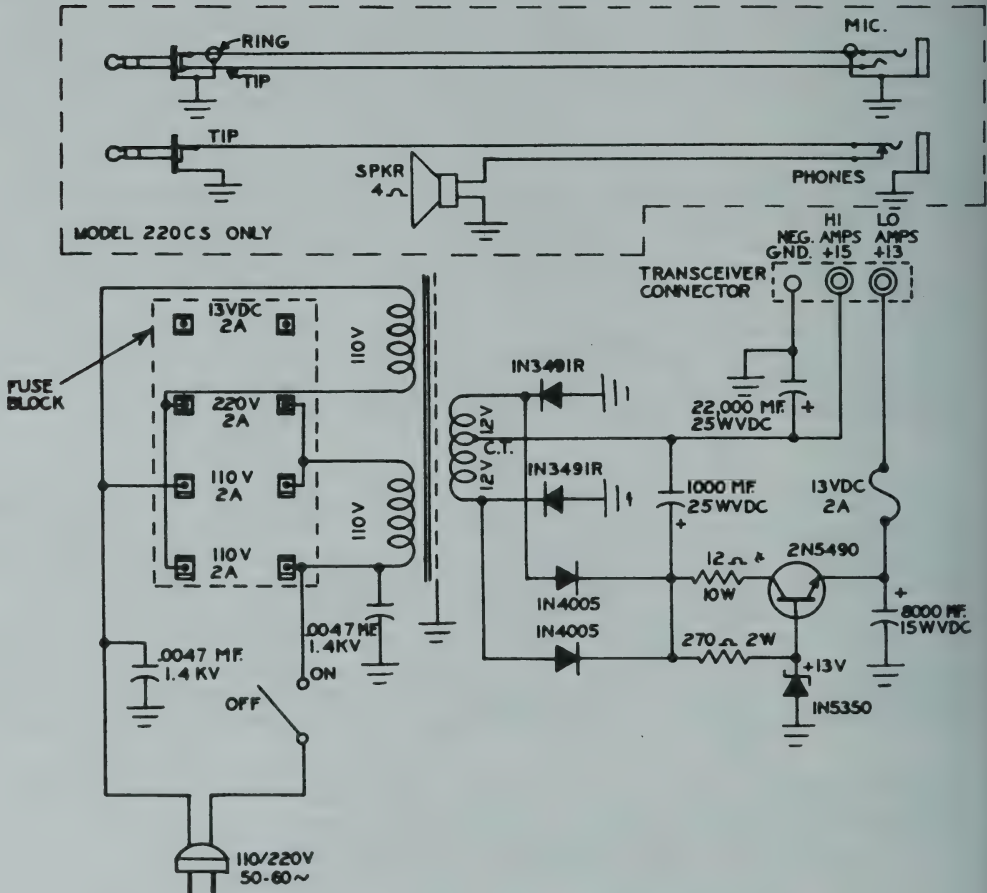 RING
TIP
MIC.
TIP
SPKR
4Ω
PHONES
MODEL 220CS ONLY
NEG.
GND.
HI
AMPS
+15
LO
AMPS
+13
TRANSCEIVER
CONNECTOR
FUSE
BLOCK
13VDC
2A
220V
2A
110V
2A
110V
2A
110V
110V
12V
C.T.
12V
IN3491R
IN3491R
22,000 MF.
+
25WVDC
1000 MF.
25WVDC
+
13VDC
2A
2N5490
12Ω *
10W
IN4005
IN4005
270Ω 2W
+
8000 MF.
15WVDC
+13V
IN5350
.0047 MF.
1.4KV
.0047 MF.
1.4KV
ON
OFF
110/220V
50-60~